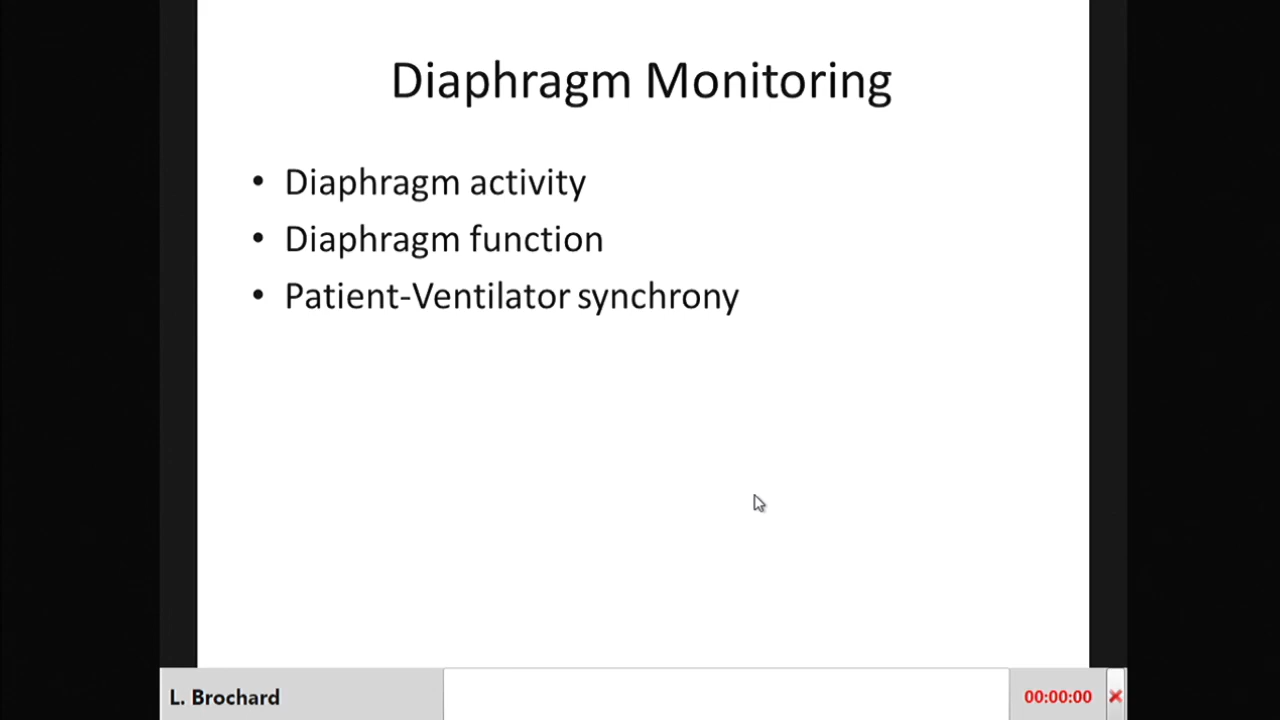 Diaphragm Monitoring
• Diaphragm activity
• Diaphragm function
• Patient-Ventilator synchrony
L. Brochard
00:00:00